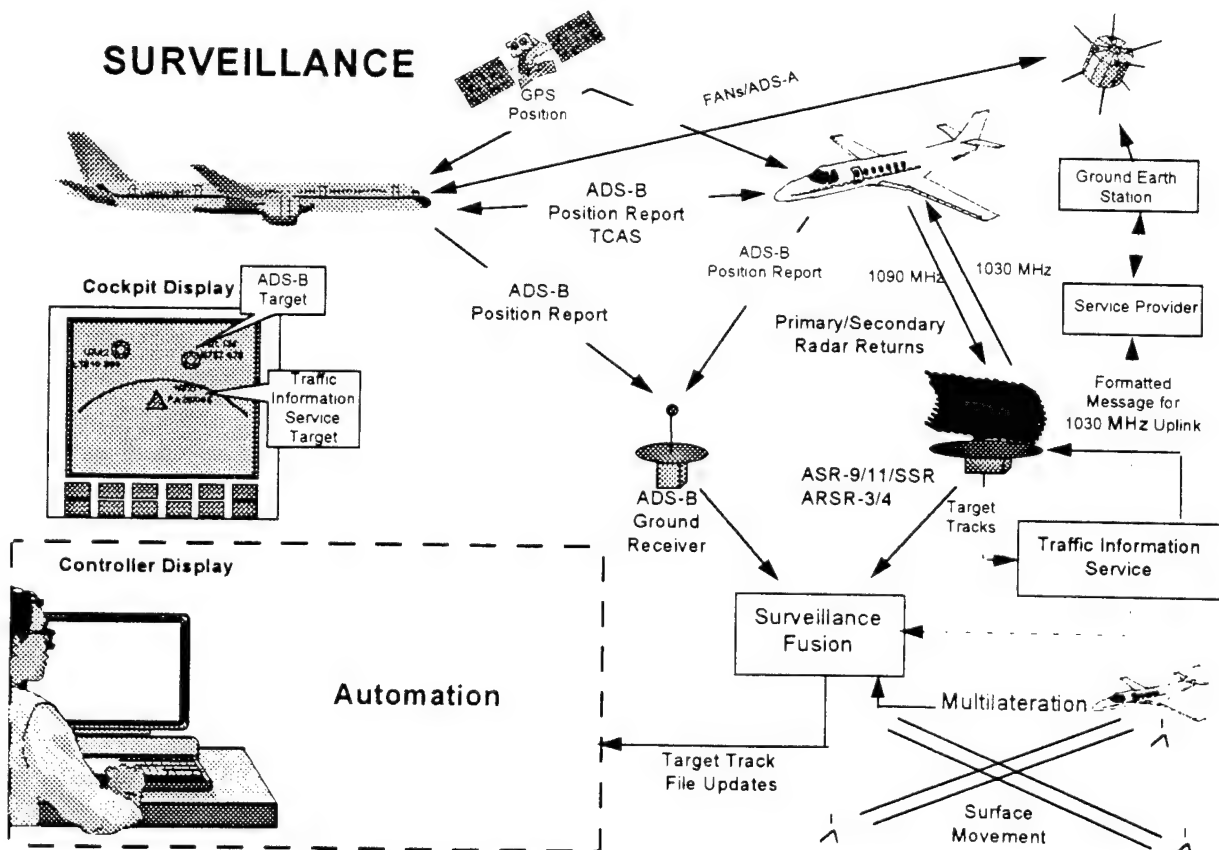 SURVEILLANCE
GPS
Position
FANs/ADS-A
ADS-B
Position Report
TCAS
Ground Earth
Station
ADS-B
Position Report
1090 MHz
1030 MHz
Cockpit Display
ADS-B
Target
ADS-B
Position Report
Service Provider
Primary/Secondary
Radar Returns
Traffic
Information
Service
Target
Formatted
Message for
1030 MHz Uplink
ASR-9/11/SSR
ARSR-3/4
ADS-B
Ground
Receiver
Target
Tracks
Traffic Information
Service
Controller Display
Surveillance
Fusion
Automation
Multilateration
Target Track
File Updates
Surface
Movement